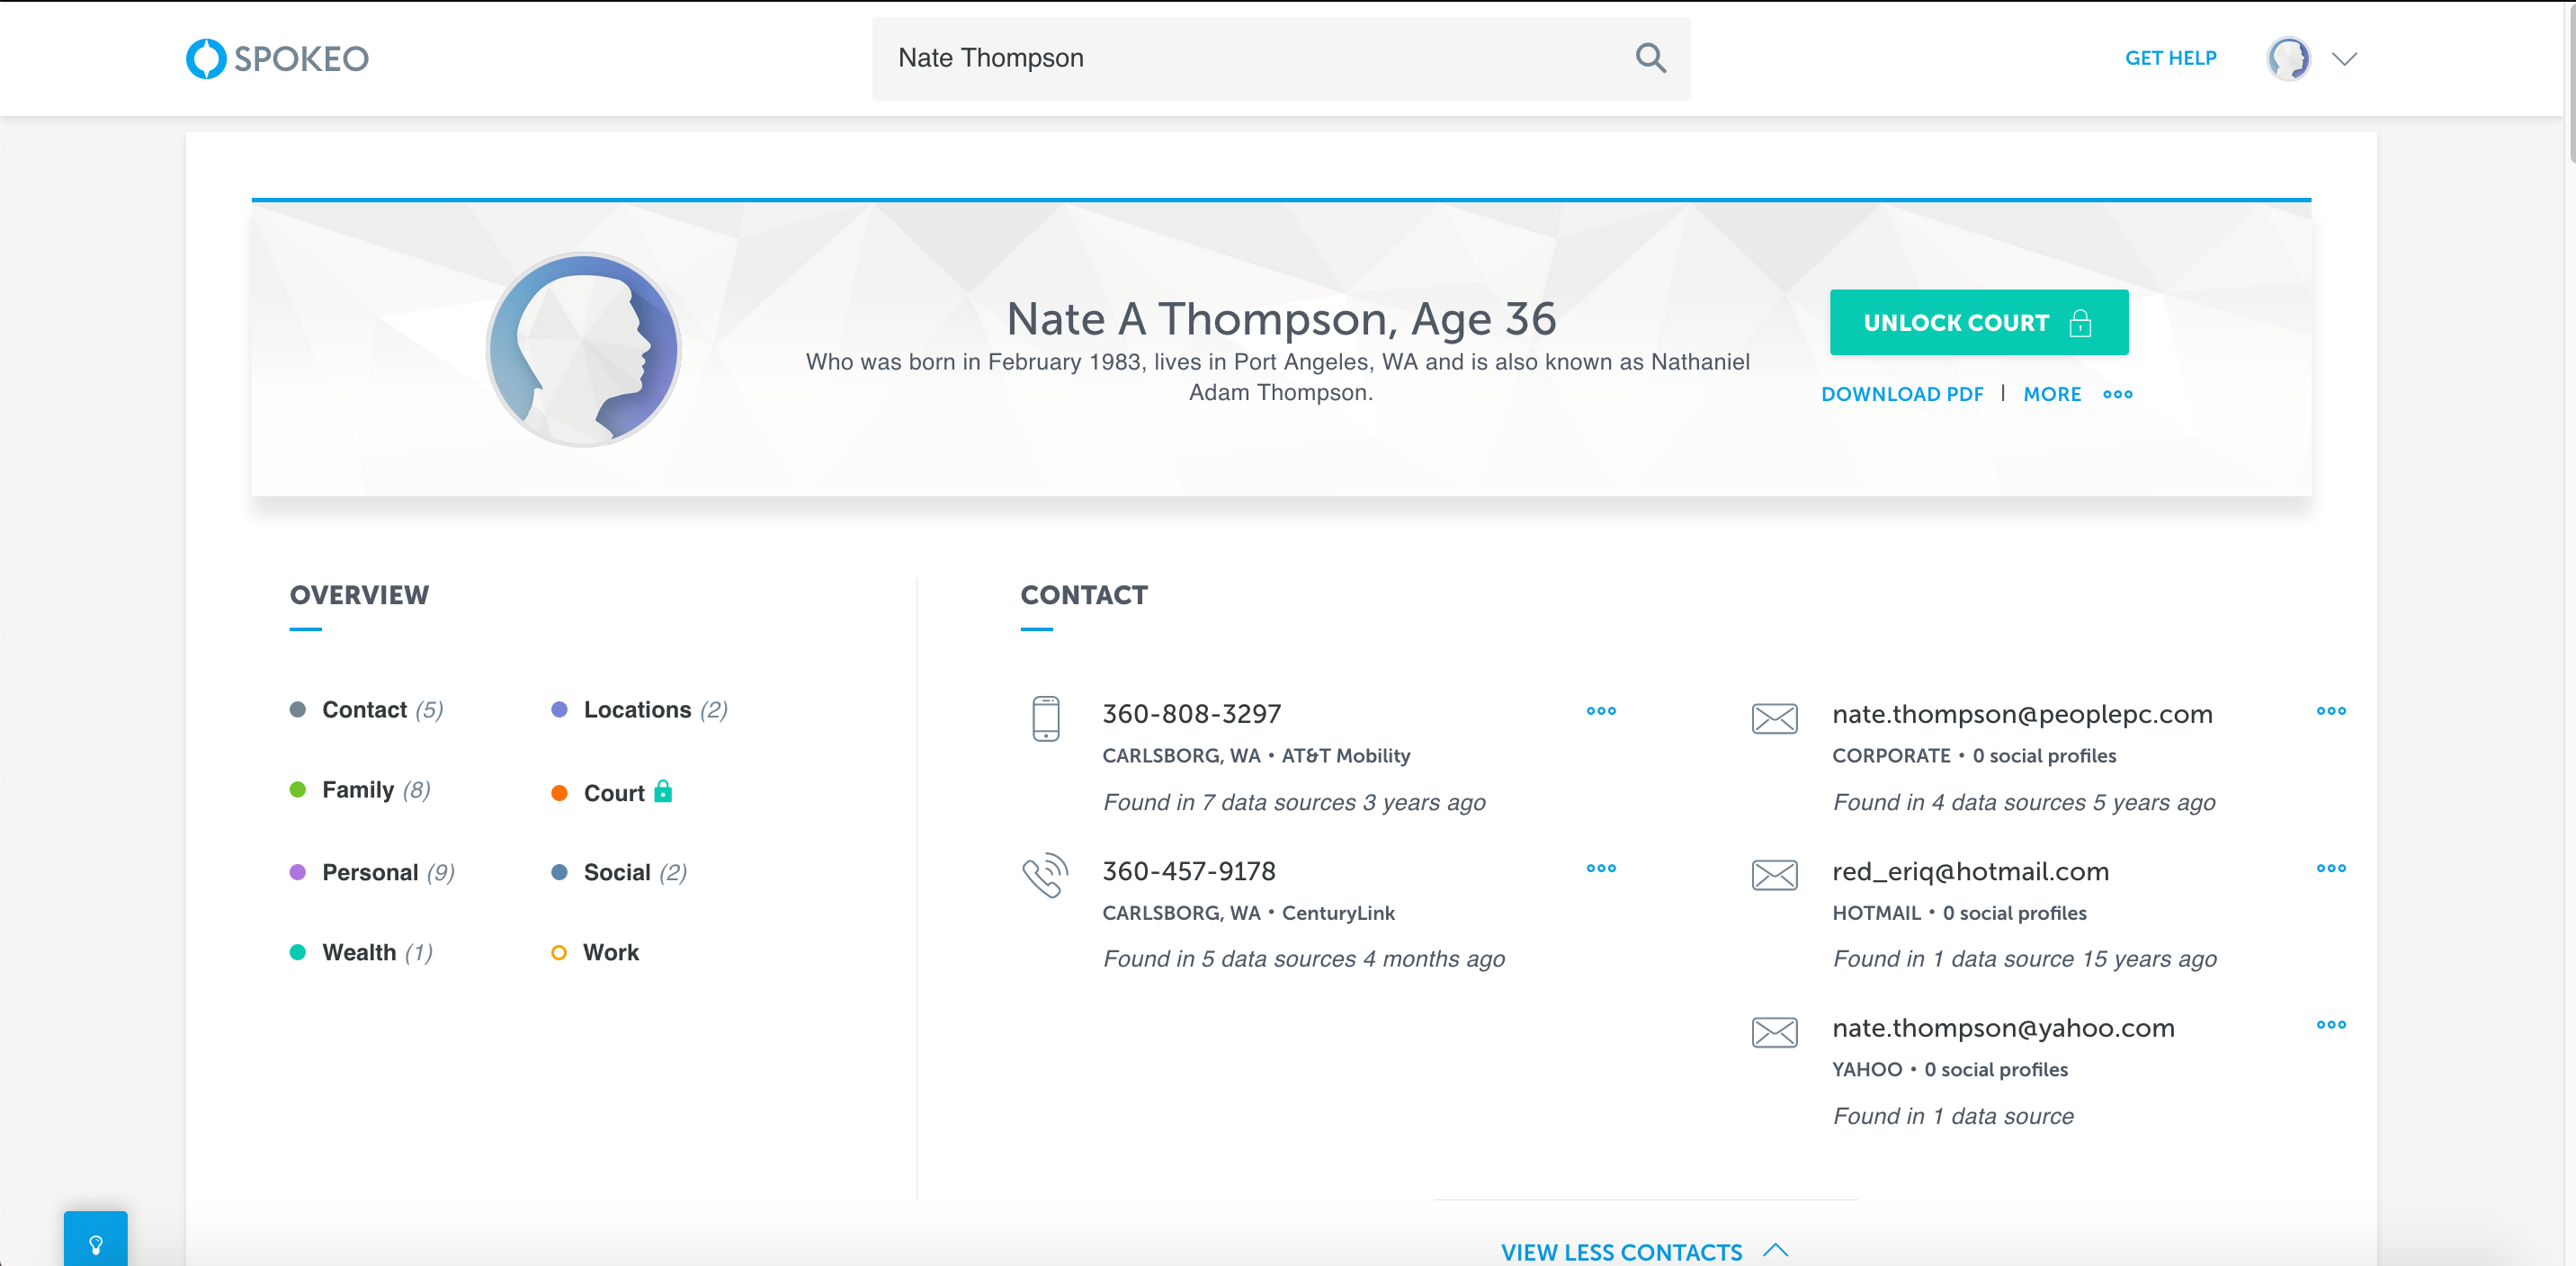 SPOKEO
Nate Thompson
GET HELP
Nate A Thompson, Age 36
Who was born in February 1983, lives in Port Angeles, WA and is also known as Nathaniel
Adam Thompson.
UNLOCK COURT
DOWNLOAD PDF | MORE
OVERVIEW
Contact (5)
Locations (2)
Family (8)
Court
Personal (9)
Social (2)
Wealth (1)
Work
CONTACT
360-808-3297
CARLSBORG, WA • AT&T Mobility
Found in 7 data sources 3 years ago
360-457-9178
CARLSBORG, WA • CenturyLink
Found in 5 data sources 4 months ago
nate.thompson@peoplepc.com
CORPORATE • 0 social profiles
Found in 4 data sources 5 years ago
red_eriq@hotmail.com
HOTMAIL • 0 social profiles
Found in 1 data source 15 years ago
nate.thompson@yahoo.com
YAHOO • 0 social profiles
Found in 1 data source
VIEW LESS CONTACTS